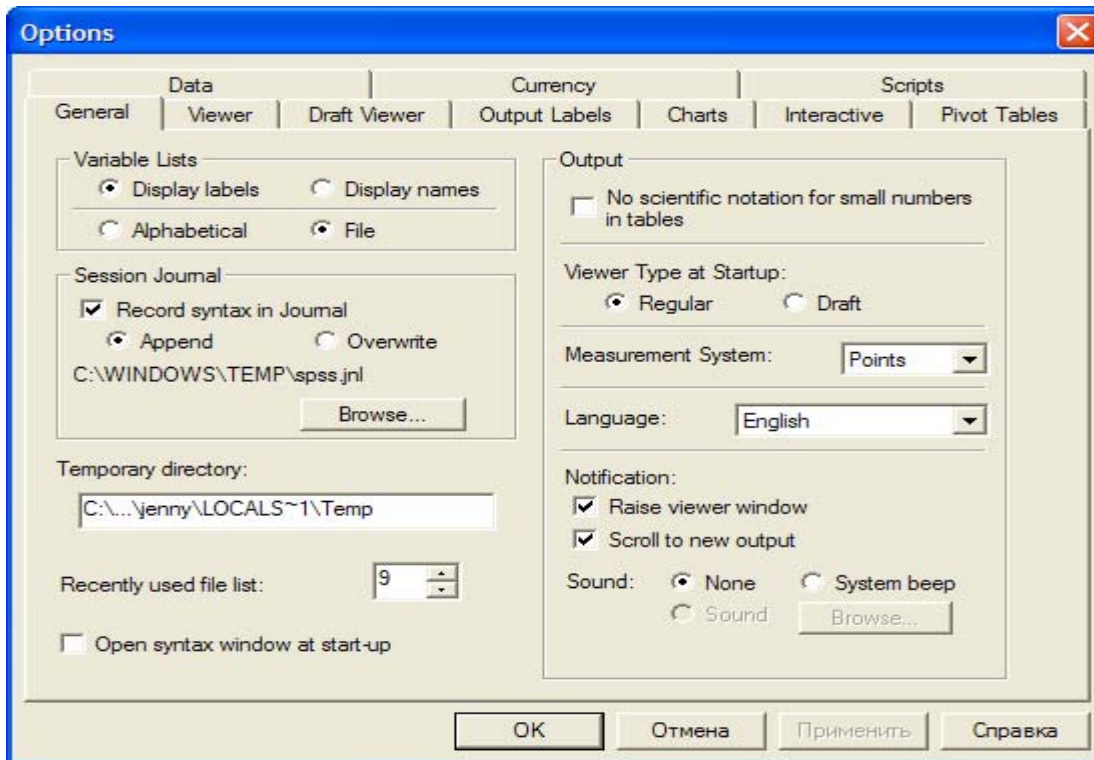 Options
Data Currency Scripts
General Viewer Draft Viewer Output Labels Charts Interactive Pivot Tables
Variable Lists
Display labels Display names
Alphabetical File
Session Journal
Record syntax in Journal
Append Overwrite
C:\WINDOWS\TEMP\spss.jnl
Browse...
Temporary directory:
C:\...\jenny\LOCALS~1\Temp
Recently used file list: 9
Open syntax window at start-up
Output
No scientific notation for small numbers
in tables
Viewer Type at Startup:
Regular Draft
Measurement System: Points
Language: English
Notification:
Raise viewer window
Scroll to new output
Sound: None System beep
Sound Browse...
OK Отмена Применить Справка